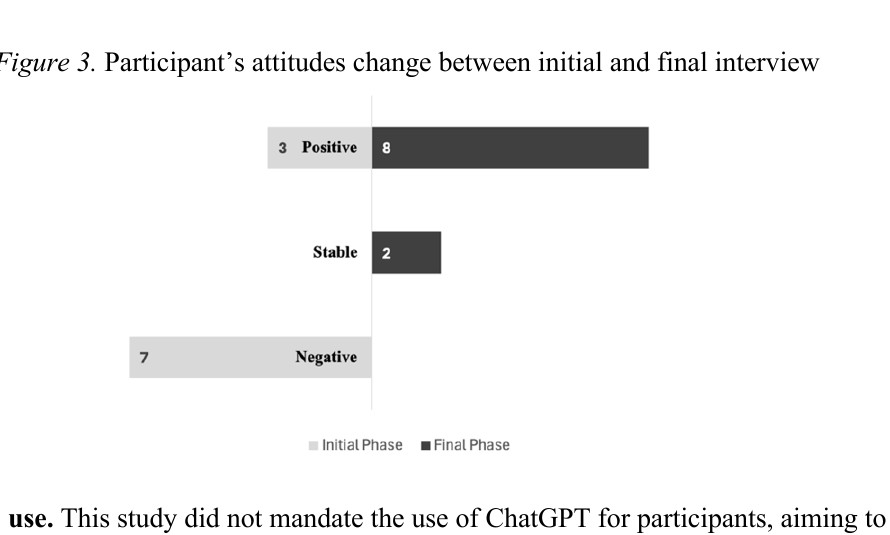 Figure 3. Participant’s attitudes change between initial and final interview
3 Positive 8
Stable 2
7 Negative
Initial Phase Final Phase
use. This study did not mandate the use of ChatGPT for participants, aiming to